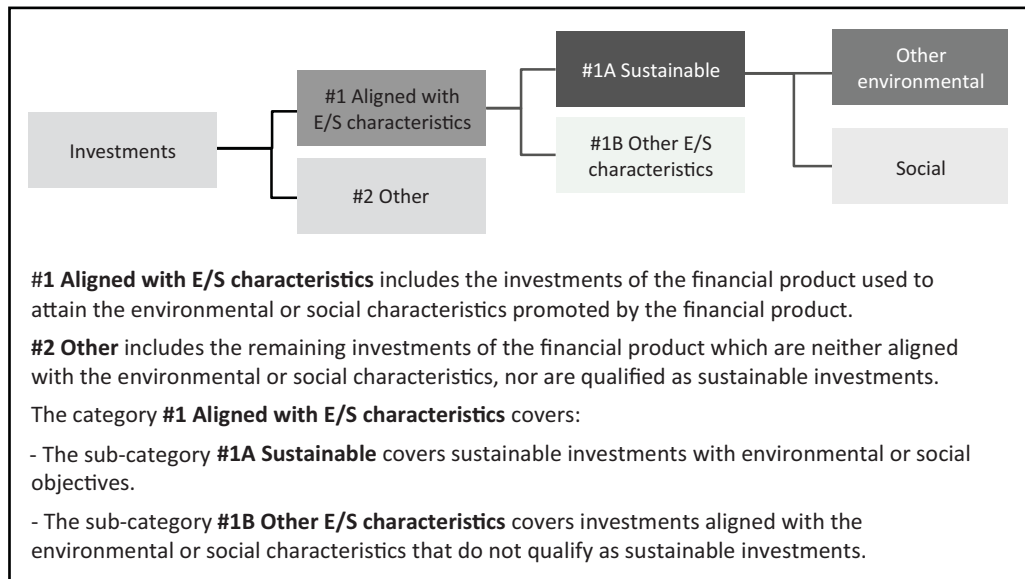 Investments
#1 Aligned with
E/S characteristics
#2 Other
#1A Sustainable
#1B Other E/S
characteristics
Other
environmental
Social
#1 Aligned with E/S characteristics includes the investments of the financial product used to
attain the environmental or social characteristics promoted by the financial product.
#2 Other includes the remaining investments of the financial product which are neither aligned
with the environmental or social characteristics, nor are qualified as sustainable investments.
The category #1 Aligned with E/S characteristics covers:
- The sub-category #1A Sustainable covers sustainable investments with environmental or social
objectives.
- The sub-category #1B Other E/S characteristics covers investments aligned with the
environmental or social characteristics that do not qualify as sustainable investments.